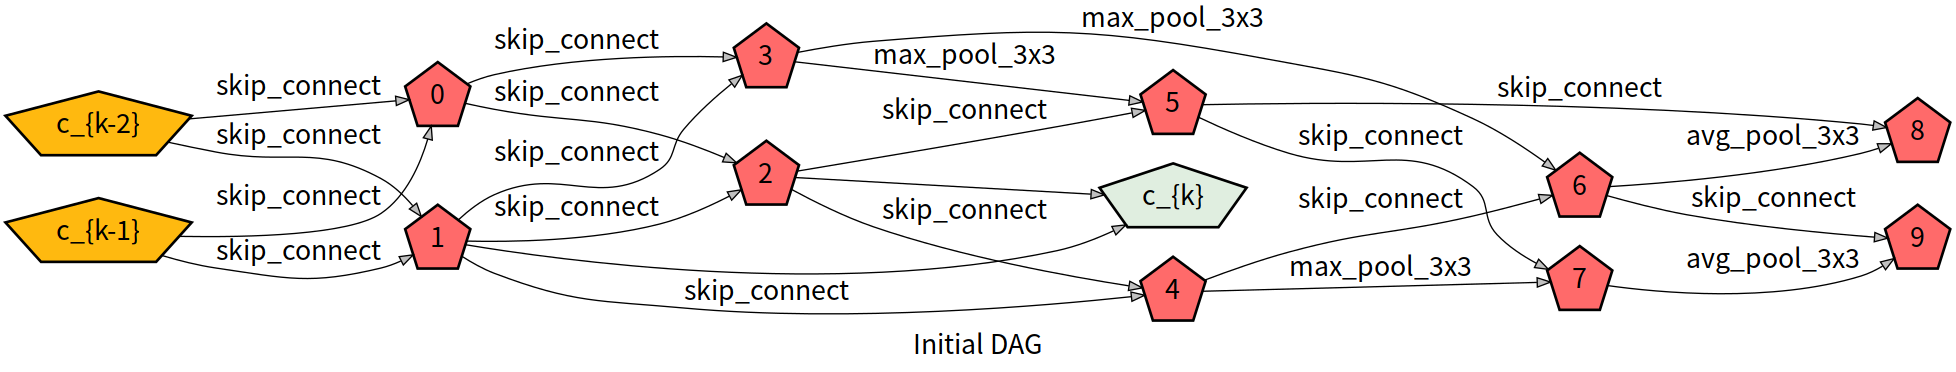 max_pool_3x3
skip_connect
3
max_pool_3x3
skip_connect
0
skip_connect
5
skip_connect
c_{k-2}
skip_connect
skip_connect
skip_connect
8
avg_pool_3x3
skip_connect
2
6
skip_connect
c_{k}
skip_connect
skip_connect
skip_connect
skip_connect
c_{k-1}
skip_connect
1
9
max_pool_3x3
avg_pool_3x3
7
skip_connect
4
Initial DAG